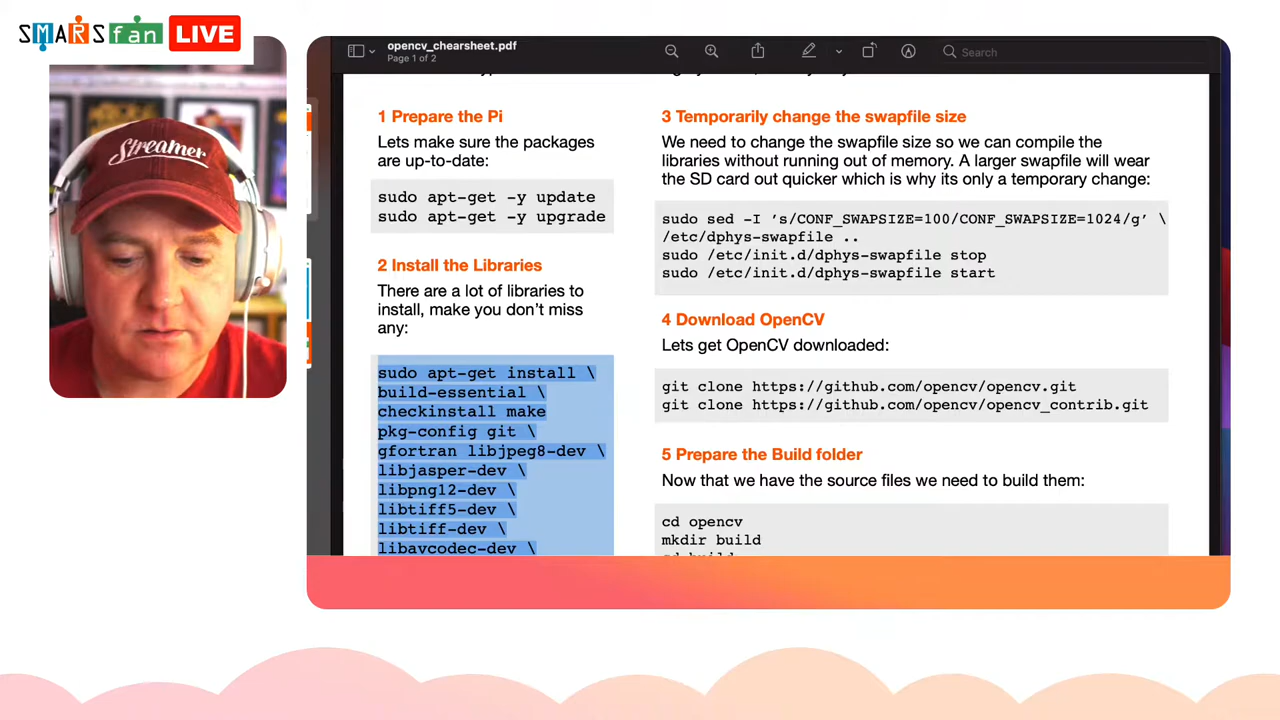 SMARS fan LIVE
Streamer
opencv_chearsheet.pdf
Page 1 of 2
Search
1 Prepare the Pi
Lets make sure the packages
are up-to-date:
sudo apt-get -y update
sudo apt-get -y upgrade
2 Install the Libraries
There are a lot of libraries to
install, make you don’t miss
any:
sudo apt-get install \
build-essential \
checkinstall make
pkg-config git \
gfortran libjpeg8-dev \
libjasper-dev \
libpng12-dev \
libtiff5-dev \
libtiff-dev \
libavcodec-dev \
3 Temporarily change the swapfile size
We need to change the swapfile size so we can compile the
libraries without running out of memory. A larger swapfile will wear
the SD card out quicker which is why its only a temporary change:
sudo sed -I ’s/CONF_SWAPSIZE=100/CONF_SWAPSIZE=1024/g’ \
/etc/dphys-swapfile ..
sudo /etc/init.d/dphys-swapfile stop
sudo /etc/init.d/dphys-swapfile start
4 Download OpenCV
Lets get OpenCV downloaded:
git clone https://github.com/opencv/opencv.git
git clone https://github.com/opencv/opencv_contrib.git
5 Prepare the Build folder
Now that we have the source files we need to build them:
cd opencv
mkdir build